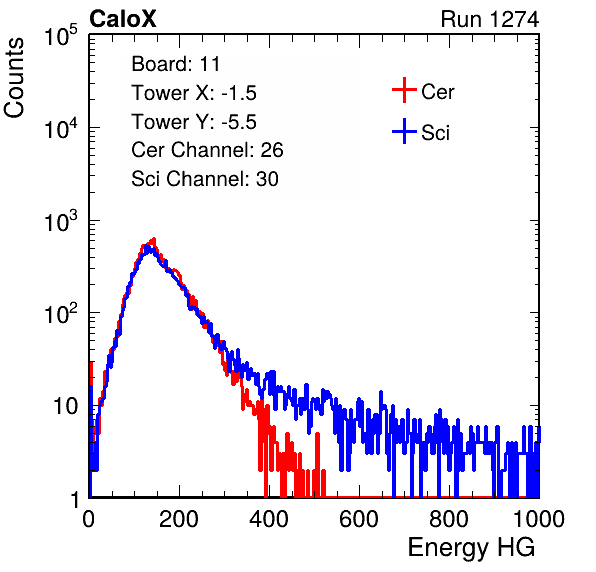 CaloX Run 1274
Counts
Board: 11
Tower X: -1.5
Tower Y: -5.5
Cer Channel: 26
Sci Channel: 30
Cer
Sci
10^5
10^4
10^3
10^2
10
1
0 200 400 600 800 1000
Energy HG